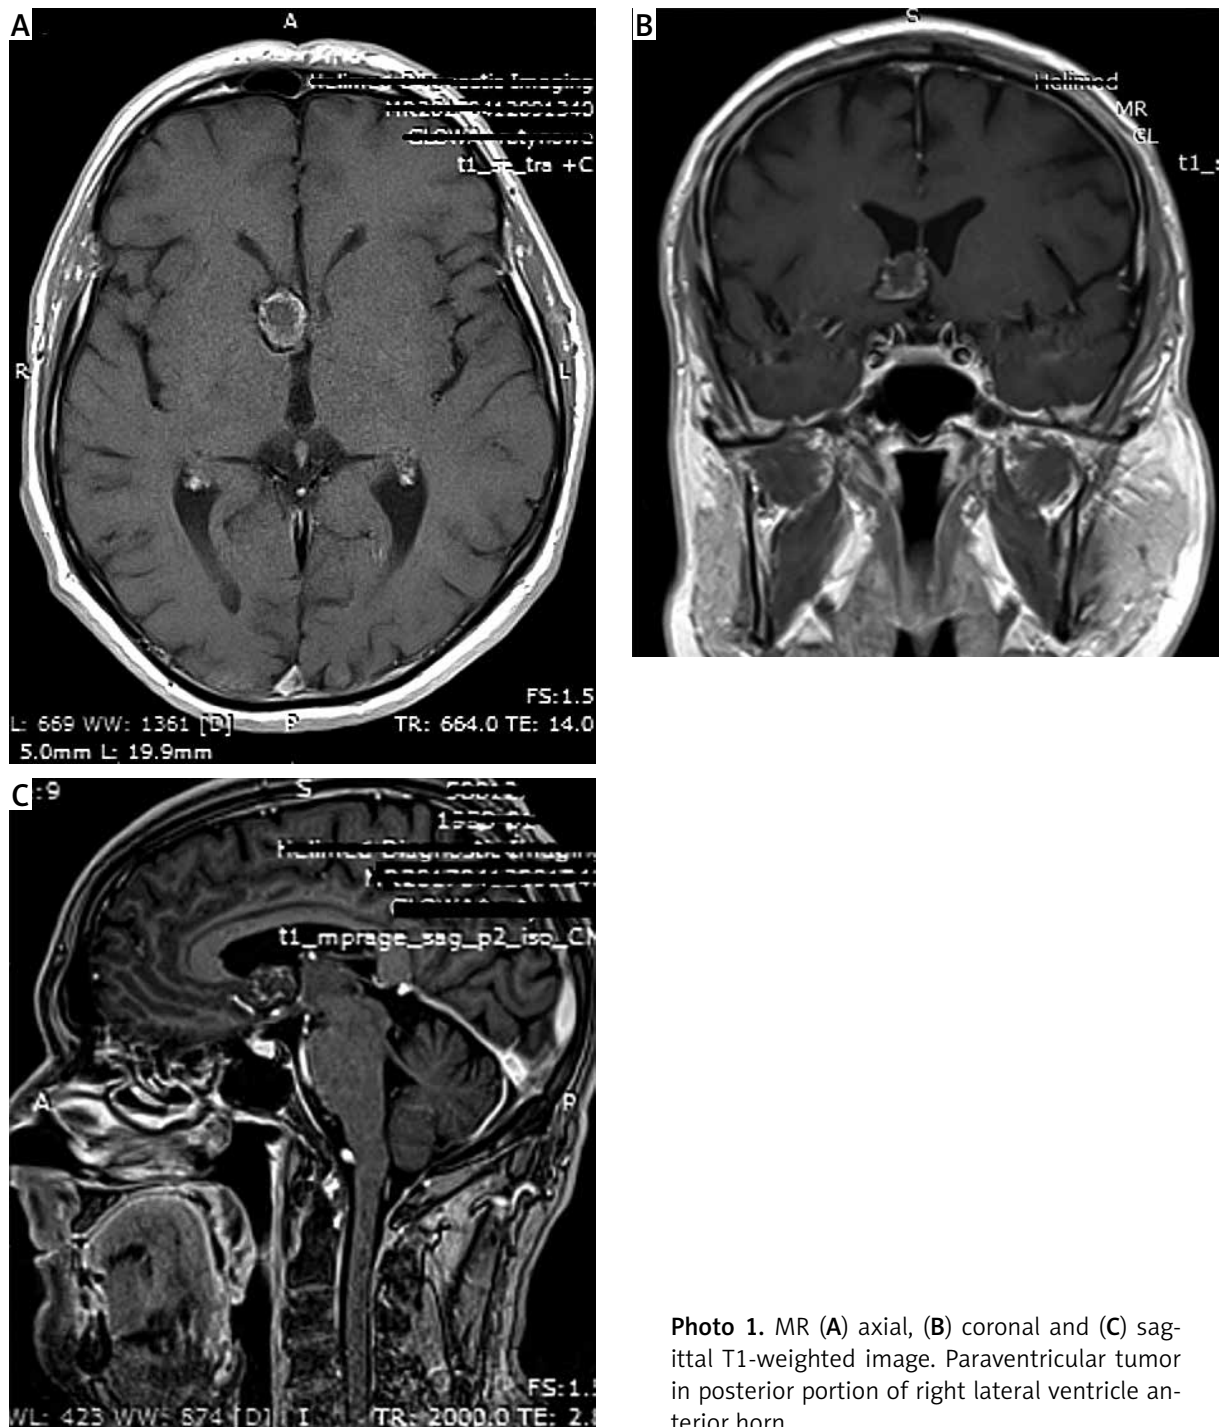 A
A
t1_se_tra +C
R
L
FS:1.5
L: 669 WW: 1361 [D]
P
TR: 664.0 TE: 14.0
5.0mm L: 19.9mm
B
S
Helimed
MR
GL
t1_s
C
:9
S
t1_mprage_sag_p2_iso_C
A
P
FS:1.5
WL: 423 WW: 874 [D]
I
TR: 2000.0 TE: 2.
Photo 1. MR (A) axial, (B) coronal and (C) sag-
ittal T1-weighted image. Paraventricular tumor
in posterior portion of right lateral ventricle an-
terior horn